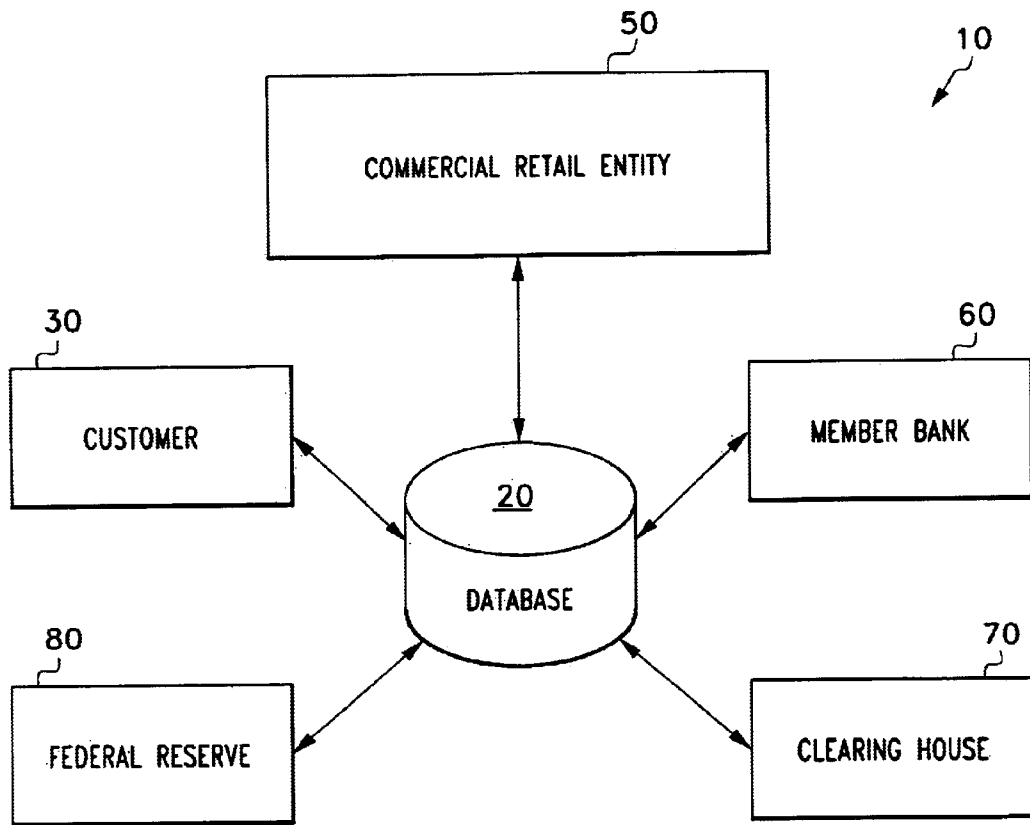 50
10
COMMERCIAL RETAIL ENTITY
30
60
CUSTOMER
MEMBER BANK
20
DATABASE
80
70
FEDERAL RESERVE
CLEARING HOUSE